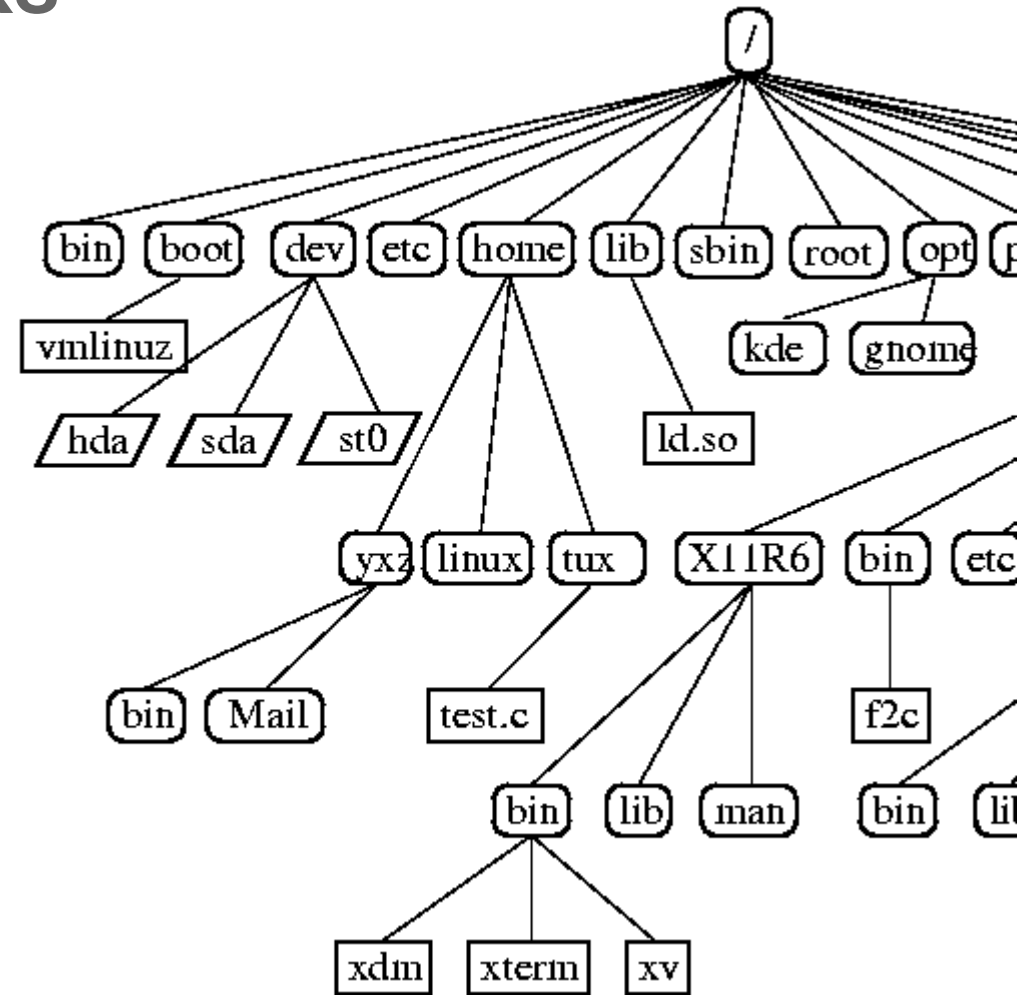 /
bin boot dev etc home lib sbin root opt
vmlinuz kde gnome
hda sda st0 ld.so
yxz linux tux X11R6 bin etc
bin Mail test.c f2c
bin lib man bin
xdm xterm xv